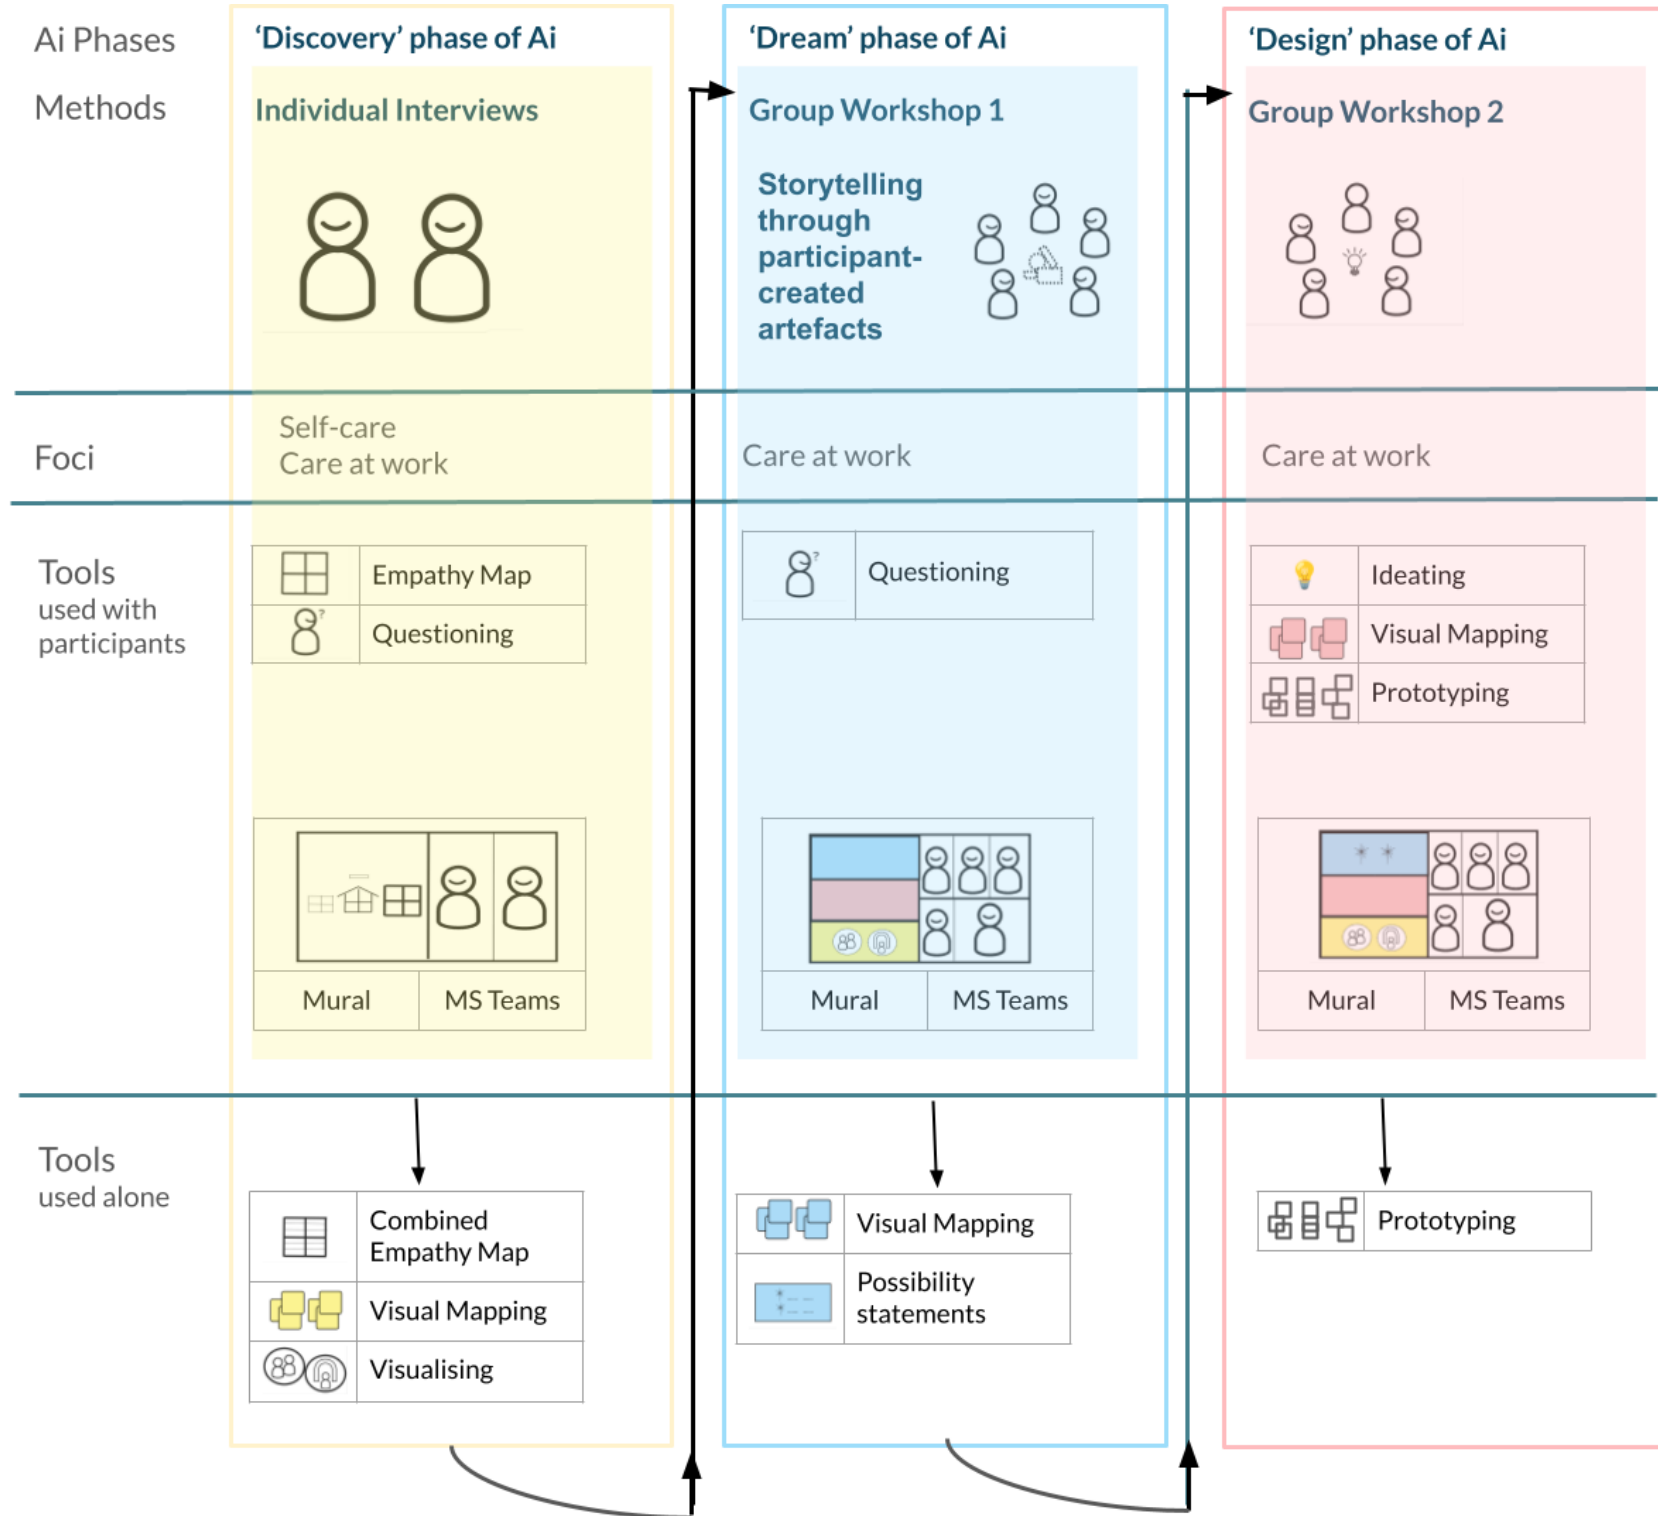 Ai Phases
‘Discovery’ phase of Ai
‘Dream’ phase of Ai
‘Design’ phase of Ai
Methods
Individual Interviews
Group Workshop 1
Group Workshop 2
Storytelling
through
participant-
created
artefacts
Foci
Self-care
Care at work
Care at work
Care at work
Tools
used with
participants
Empathy Map
?
Questioning
?
Questioning
Ideating
Visual Mapping
Prototyping
Mural
MS Teams
Mural
MS Teams
Mural
MS Teams
Tools
used alone
Combined
Empathy Map
Visual Mapping
Visualising
Visual Mapping
Possibility
statements
Prototyping